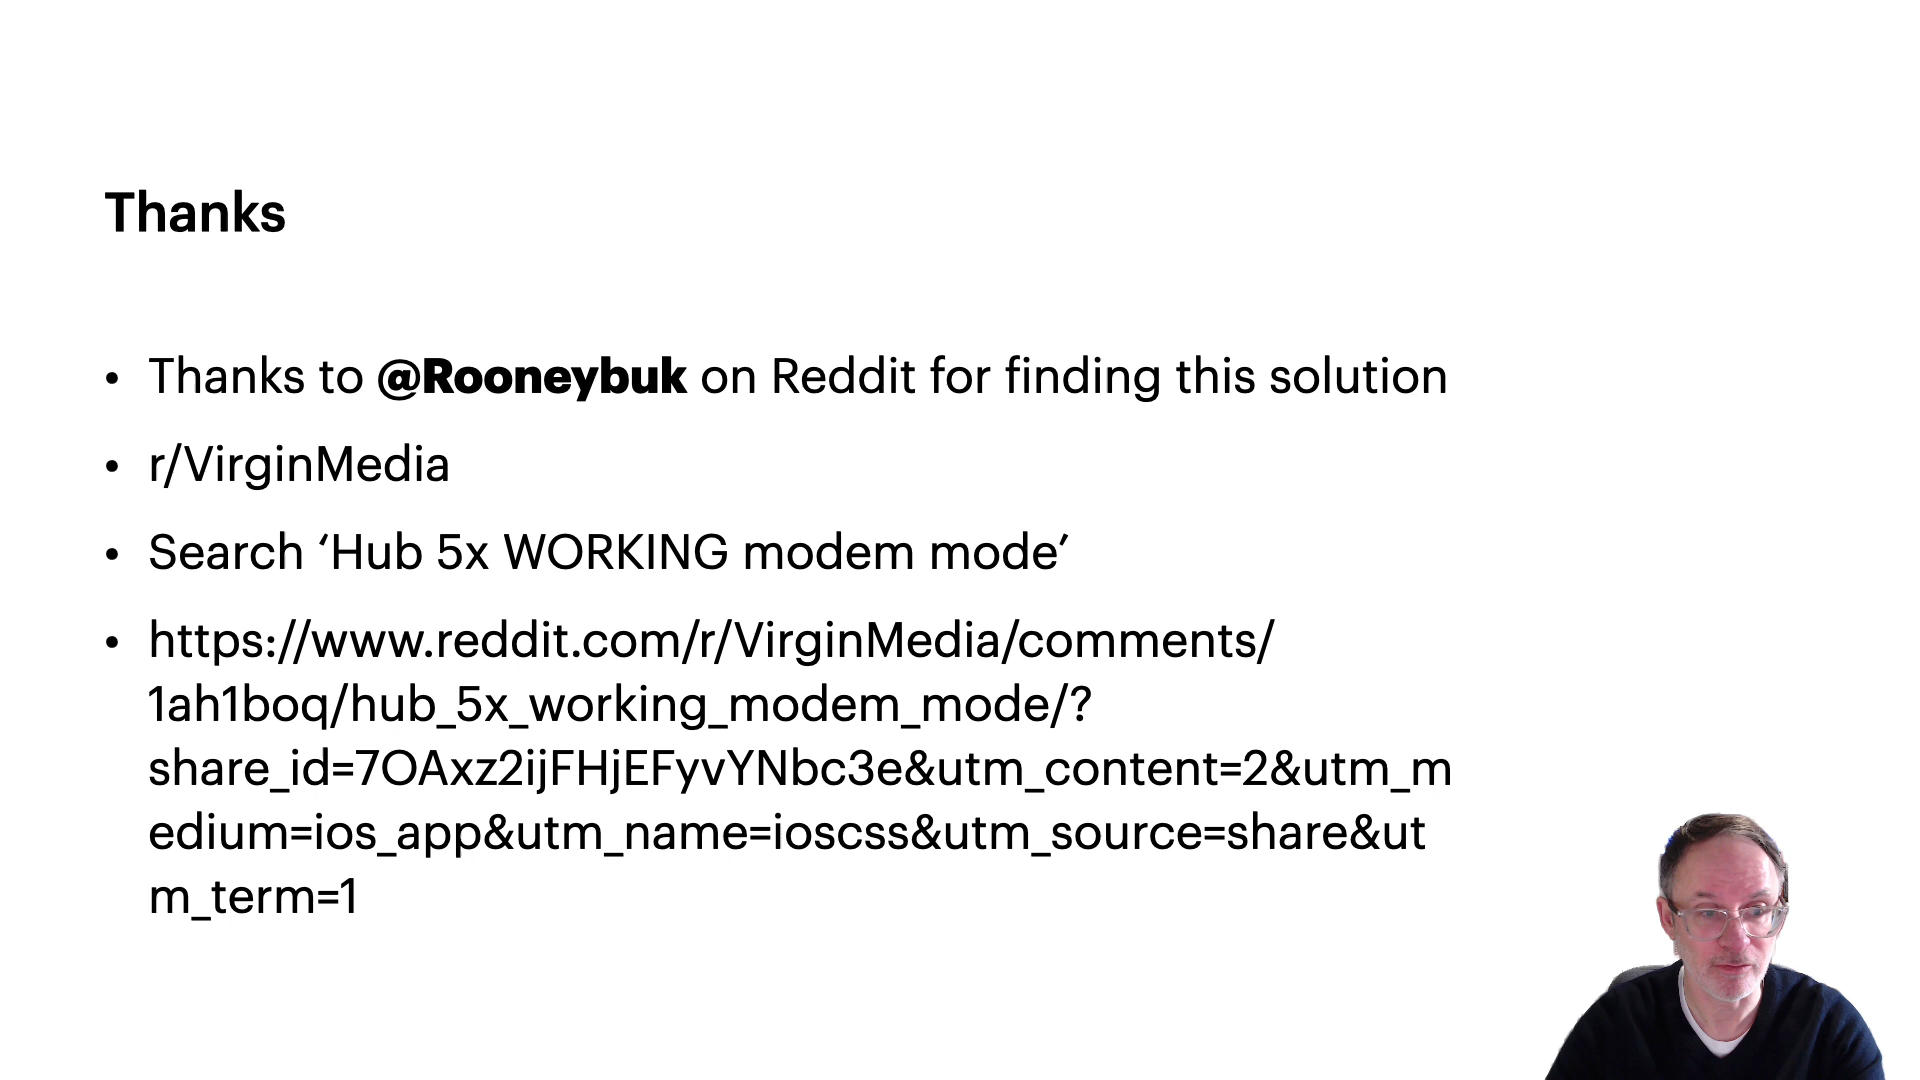 Thanks
• Thanks to @Rooneybuk on Reddit for finding this solution
• r/VirginMedia
• Search ‘Hub 5x WORKING modem mode’
• https://www.reddit.com/r/VirginMedia/comments/
1ah1boq/hub_5x_working_modem_mode/?
share_id=7OAxz2ijFHjEFyvYNbc3e&utm_content=2&utm_m
edium=ios_app&utm_name=ioscss&utm_source=share&ut
m_term=1